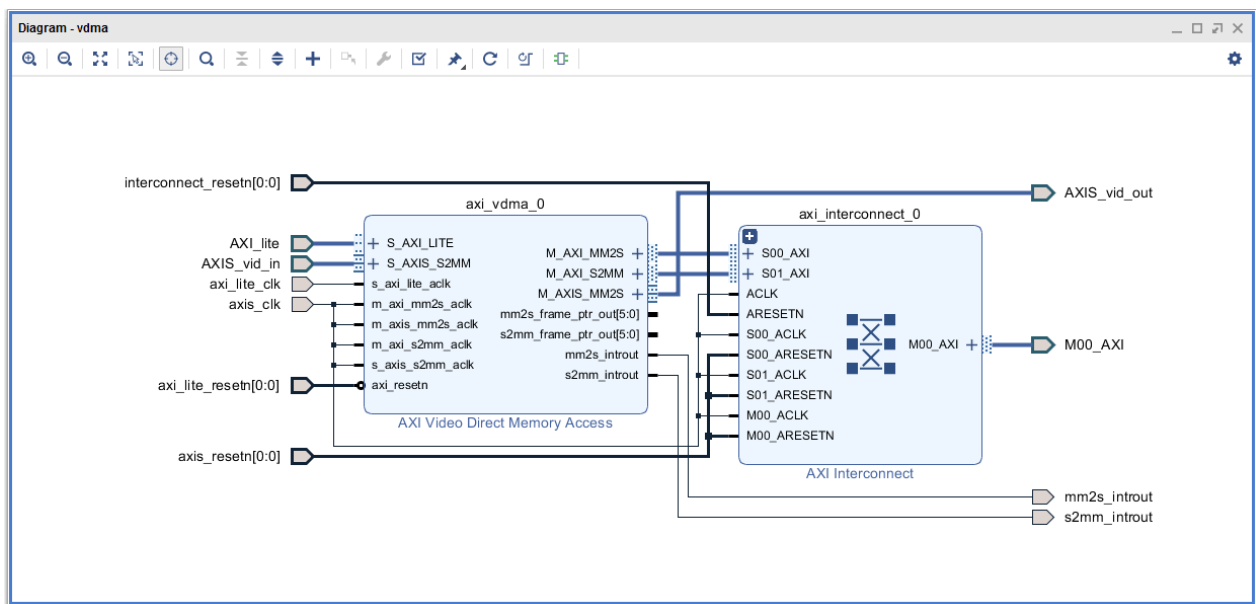 Diagram - vdma
interconnect_resetn[0:0]
AXI_lite
AXIS_vid_in
axi_lite_clk
axis_clk
axi_lite_resetn[0:0]
axis_resetn[0:0]
axi_vdma_0
S_AXI_LITE
S_AXIS_S2MM
s_axi_lite_aclk
m_axi_mm2s_aclk
m_axis_mm2s_aclk
m_axi_s2mm_aclk
s_axis_s2mm_aclk
axi_resetn
M_AXI_MM2S
M_AXI_S2MM
M_AXIS_MM2S
mm2s_frame_ptr_out[5:0]
s2mm_frame_ptr_out[5:0]
mm2s_introut
s2mm_introut
AXI Video Direct Memory Access
axi_interconnect_0
S00_AXI
S01_AXI
ACLK
ARESETN
S00_ACLK
S00_ARESETN
S01_ACLK
S01_ARESETN
M00_ACLK
M00_ARESETN
M00_AXI
AXI Interconnect
AXIS_vid_out
M00_AXI
mm2s_introut
s2mm_introut